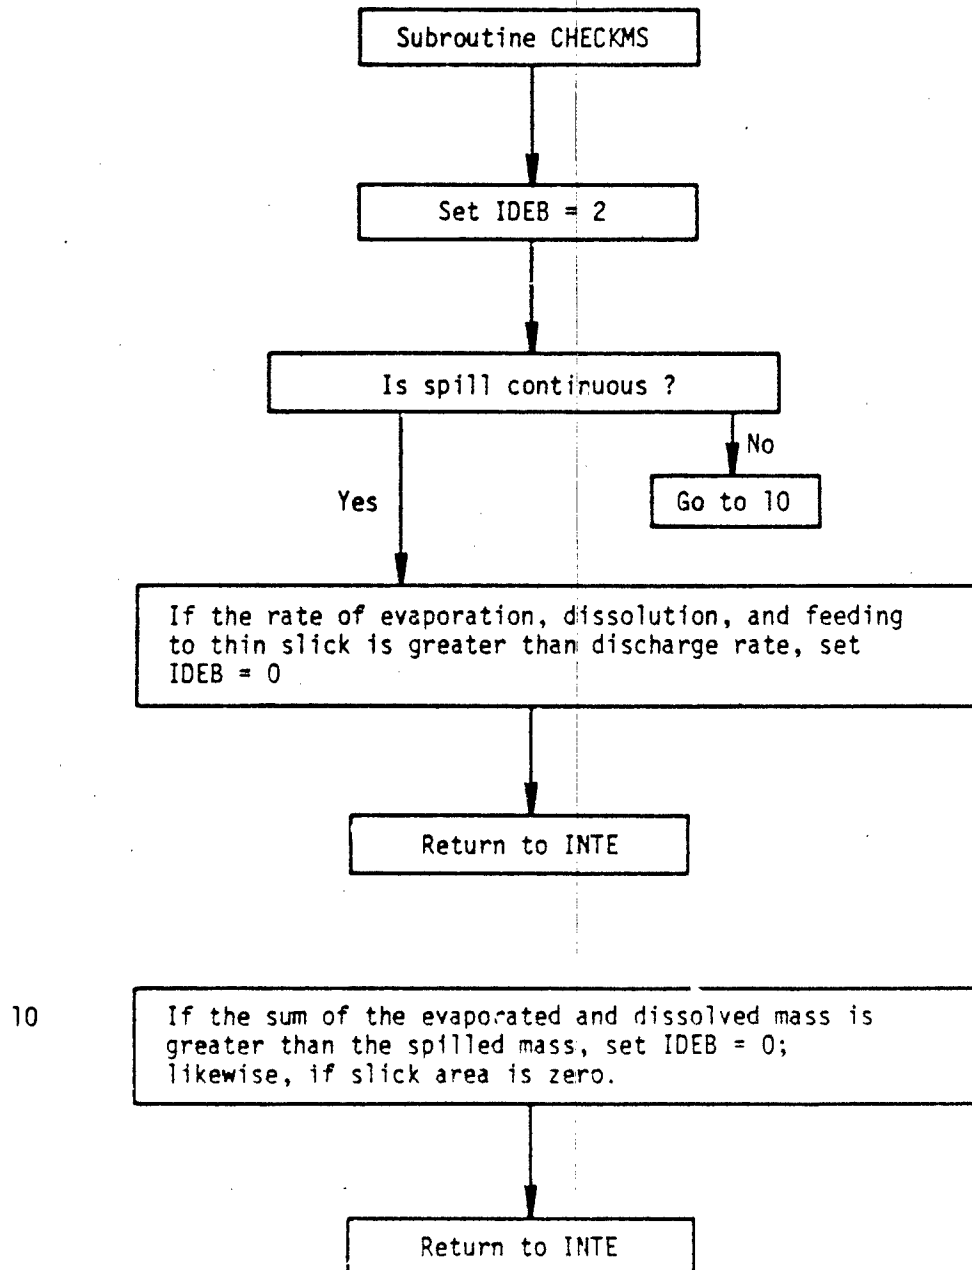 Subroutine CHECKMS
Set IDEB = 2
Is spill continuous ?
No
Yes
Go to 10
If the rate of evaporation, dissolution, and feeding
to thin slick is greater than discharge rate, set
IDEB = 0
Return to INTE
10
If the sum of the evaporated and dissolved mass is
greater than the spilled mass, set IDEB = 0;
likewise, if slick area is zero.
Return to INTE